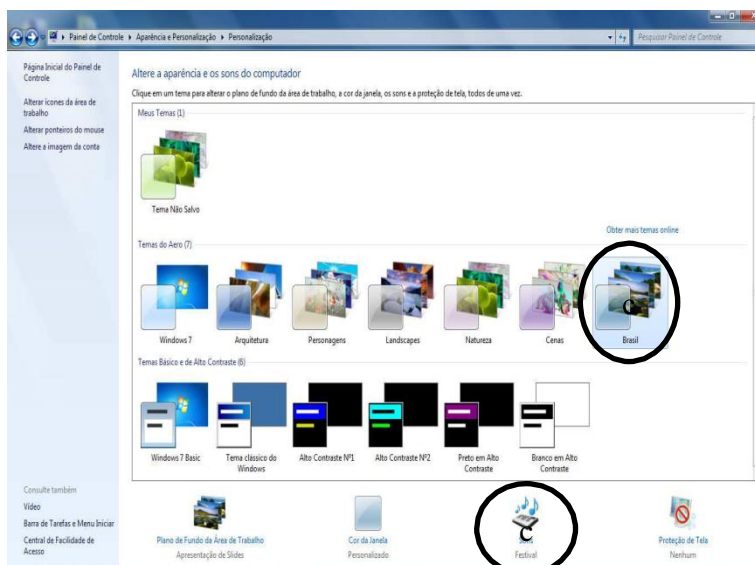 Painel de Controle ▸ Aparência e Personalização ▸ Personalização
Pesquisar Painel de Controle
Página Inicial do Painel de
Controle
Alterar ícones da área de
trabalho
Alterar ponteiros do mouse
Altere a imagem da conta
Altere a aparência e os sons do computador
Clique em um tema para alterar o plano de fundo da área de trabalho, a cor da janela, os sons e a proteção de tela, todos de uma vez.
Meus Temas (1)
Tema Não Salvo
Obter mais temas online
Temas do Aero (7)
C
Windows 7
Arquitetura
Personagens
Landscapes
Natureza
Cenas
Brasil
Temas Básico e de Alto Contraste (6)
Windows 7 Basic
Tema clássico do
Windows
Alto Contraste Nº1
Alto Contraste Nº2
Preto em Alto
Contraste
Branco em Alto
Contraste
Consulte também
Vídeo
Barra de Tarefas e Menu Iniciar
Central de Facilidade de
Acesso
Plano de Fundo da Área de Trabalho
Apresentação de Slides
Cor da Janela
Personalizado
C
Festival
Proteção de Tela
Nenhum